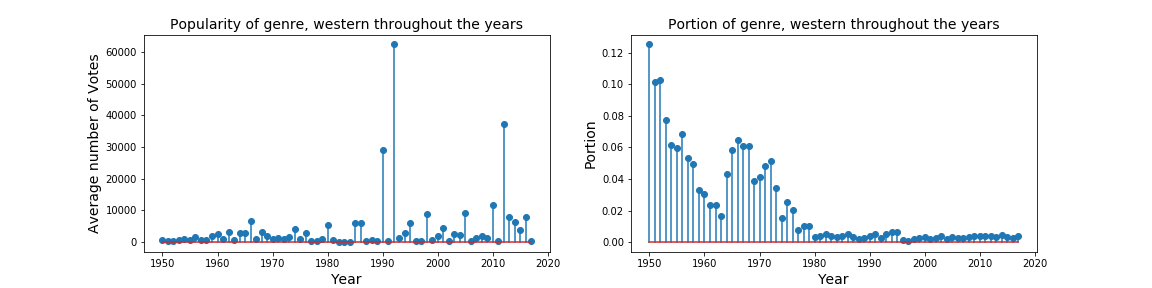 Popularity of genre, western throughout the years
Average number of Votes
60000
50000
40000
30000
20000
10000
0
1950 1960 1970 1980 1990 2000 2010 2020
Year
Portion of genre, western throughout the years
Portion
0.12
0.10
0.08
0.06
0.04
0.02
0.00
1950 1960 1970 1980 1990 2000 2010 2020
Year